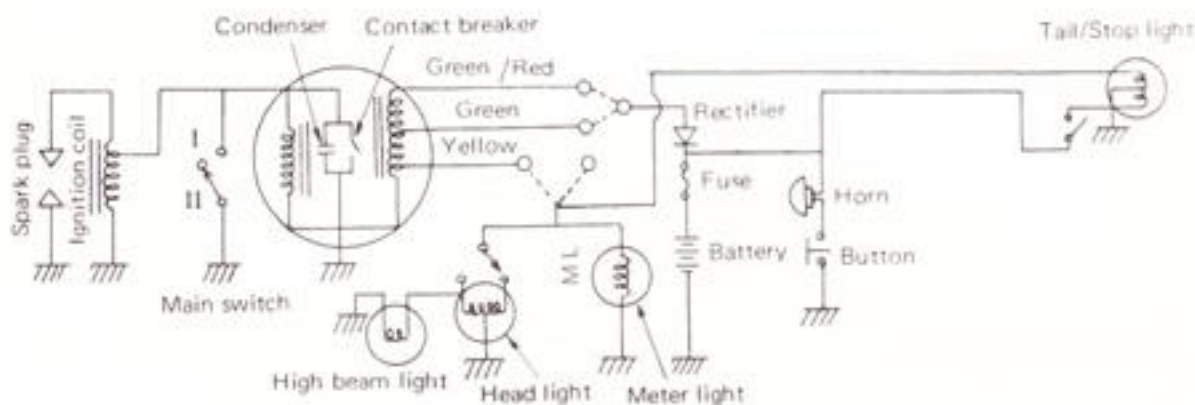 Condenser
Contact breaker
Tail/Stop light
Green/Red
Green
Yellow
Rectifier
Fuse
Spark plug
Ignition coil
I
II
Horn
ML
Battery
Button
Main switch
High beam light
Head light
Meter light